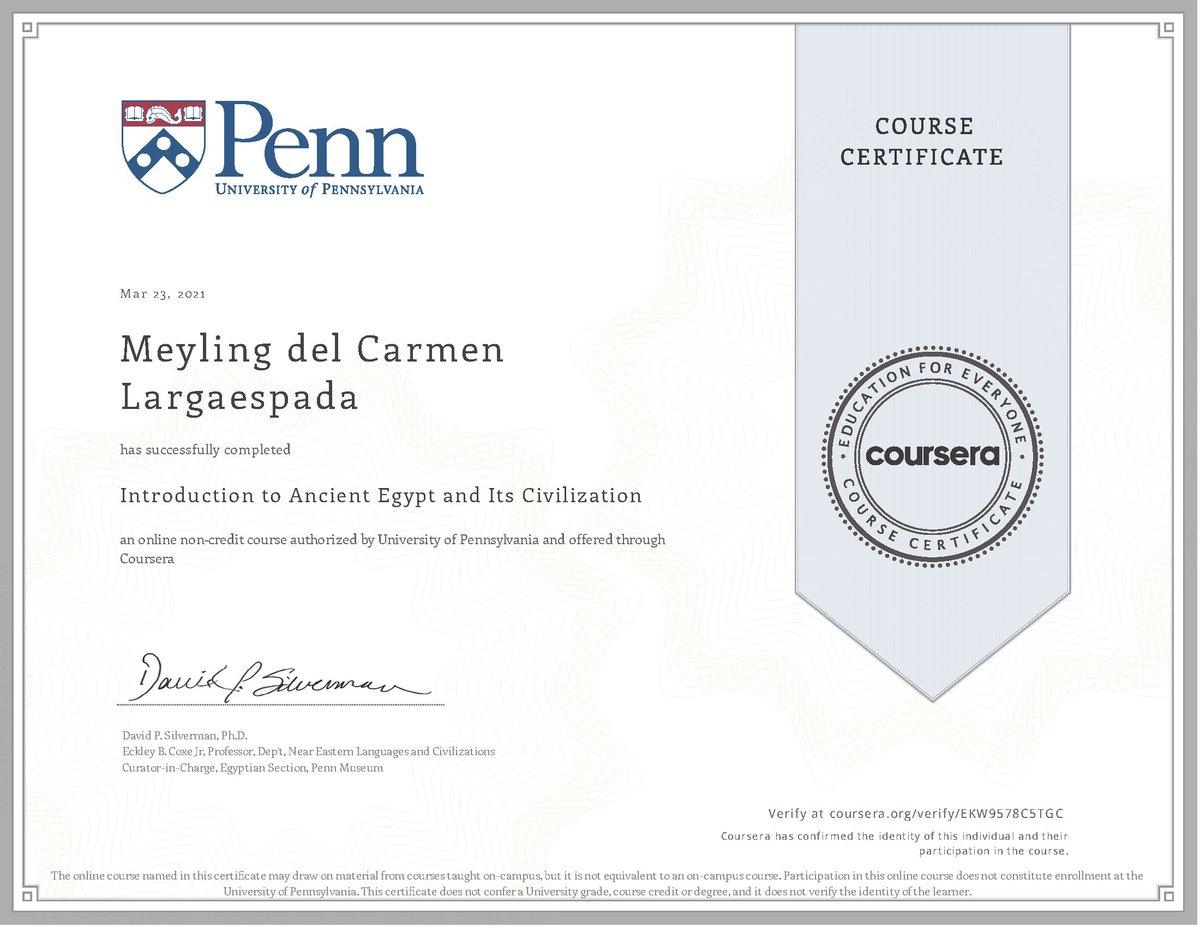 Penn
UNIVERSITY of PENNSYLVANIA
COURSE
CERTIFICATE
Mar 23, 2021
Meyling del Carmen
Largaespada
has successfully completed
Introduction to Ancient Egypt and Its Civilization
an online non-credit course authorized by University of Pennsylvania and offered through
Coursera
EDUCATION FOR EVERYONE
coursera
COURSE CERTIFICATE
David P. Silverman
David P. Silverman, Ph.D.
Eckley B. Coxe Jr, Professor, Dep't, Near Eastern Languages and Civilizations
Curator-in-Charge, Egyptian Section, Penn Museum
Verify at coursera.org/verify/EKW9578C5TGC
Coursera has confirmed the identity of this individual and their
participation in the course.
The online course named in this certificate may draw on material from courses taught on-campus, but it is not equivalent to an on-campus course. Participation in this online course does not constitute enrollment at the
University of Pennsylvania. This certificate does not confer a University grade, course credit or degree, and it does not verify the identity of the learner.